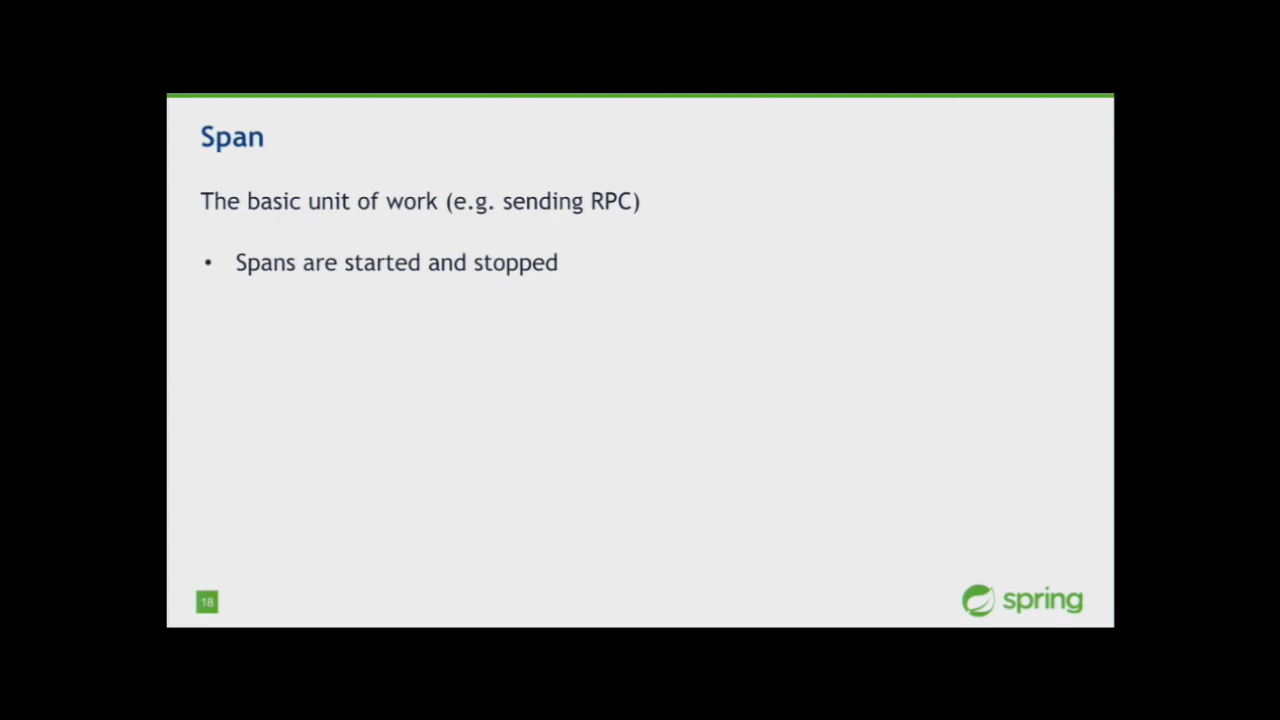 Span
The basic unit of work (e.g. sending RPC)
• Spans are started and stopped
18
spring